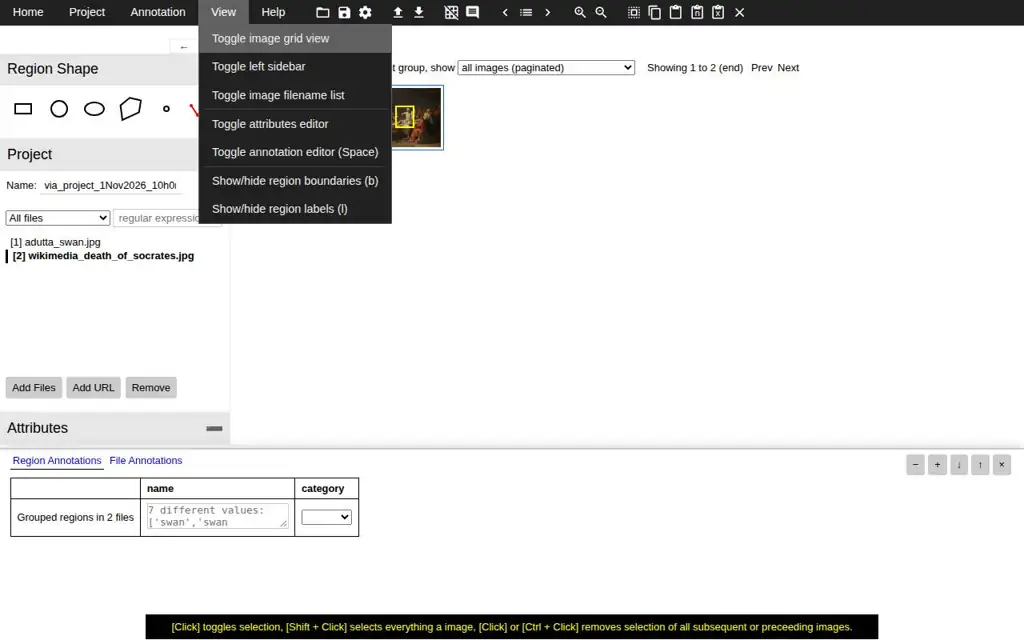 Home Project Annotation View Help
Toggle image grid view
Toggle left sidebar
Toggle image filename list
Toggle attributes editor
Toggle annotation editor (Space)
Show/hide region boundaries (b)
Show/hide region labels (l)
←
t group, show all images (paginated) Showing 1 to 2 (end) Prev Next
Region Shape
Project
Name: via_project_1Nov2026_10h0
All files regular expressi
[1] adutta_swan.jpg
[2] wikimedia_death_of_socrates.jpg
Add Files Add URL Remove
Attributes
Region Annotations File Annotations − + ↓ ↑ ×
name category
Grouped regions in 2 files 7 different values:
['swan','swan
[Click] toggles selection, [Shift + Click] selects everything a image, [Click] or [Ctrl + Click] removes selection of all subsequent or preceeding images.